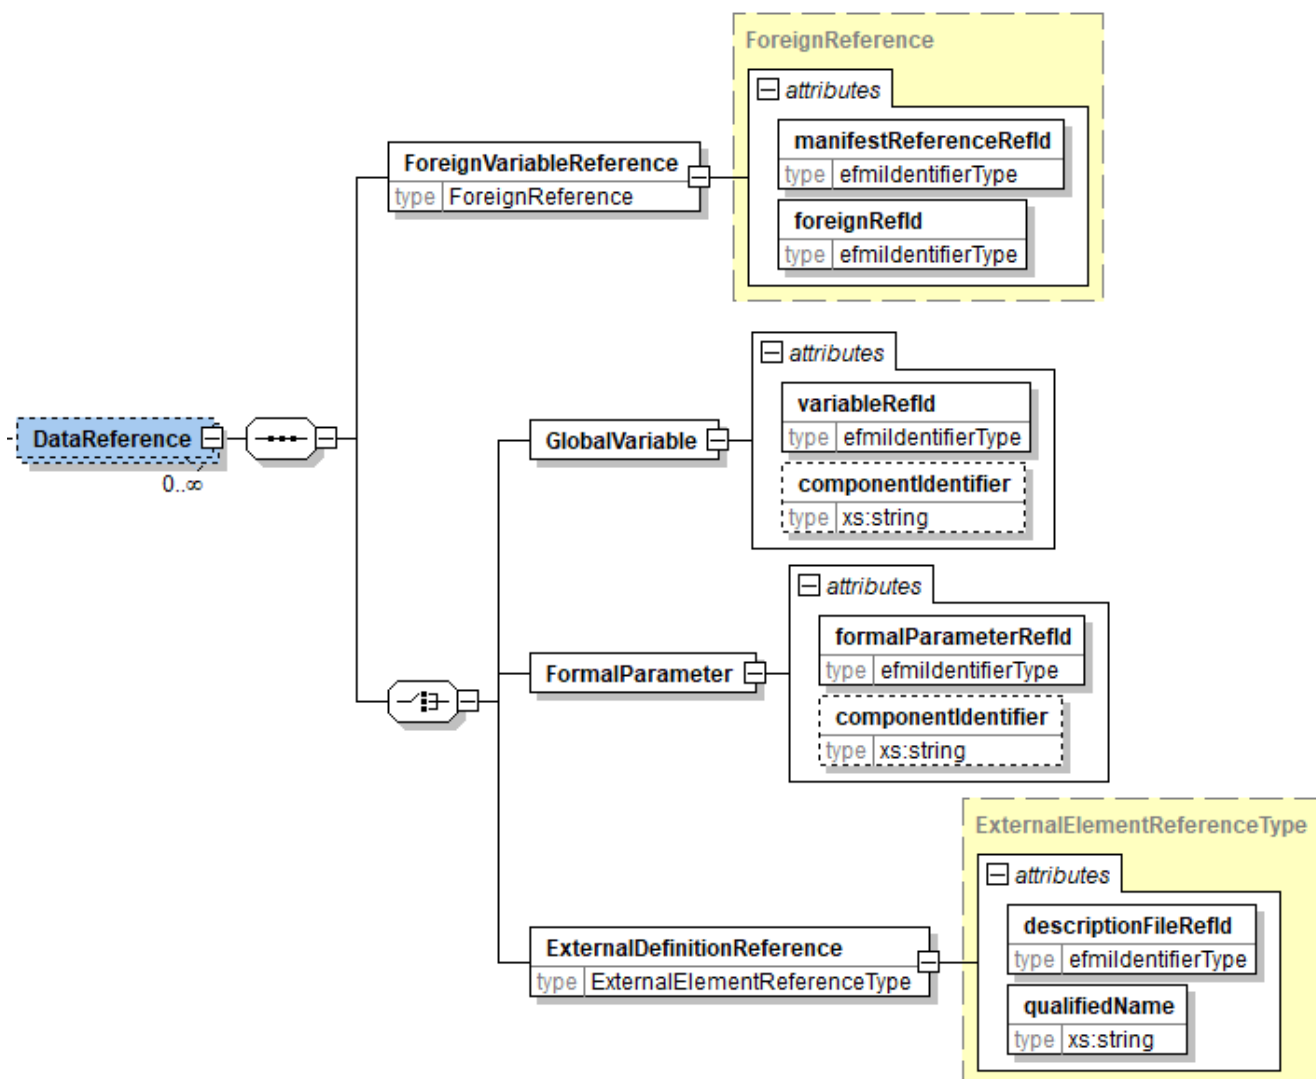 ForeignReference
attributes
manifestReferenceRefId
type efmiIdentifierType
foreignRefId
type efmiIdentifierType
ForeignVariableReference
type ForeignReference
DataReference
0..∞
attributes
variableRefId
type efmiIdentifierType
componentIdentifier
type xs:string
GlobalVariable
attributes
formalParameterRefId
type efmiIdentifierType
componentIdentifier
type xs:string
FormalParameter
ExternalElementReferenceType
attributes
descriptionFileRefId
type efmiIdentifierType
qualifiedName
type xs:string
ExternalDefinitionReference
type ExternalElementReferenceType